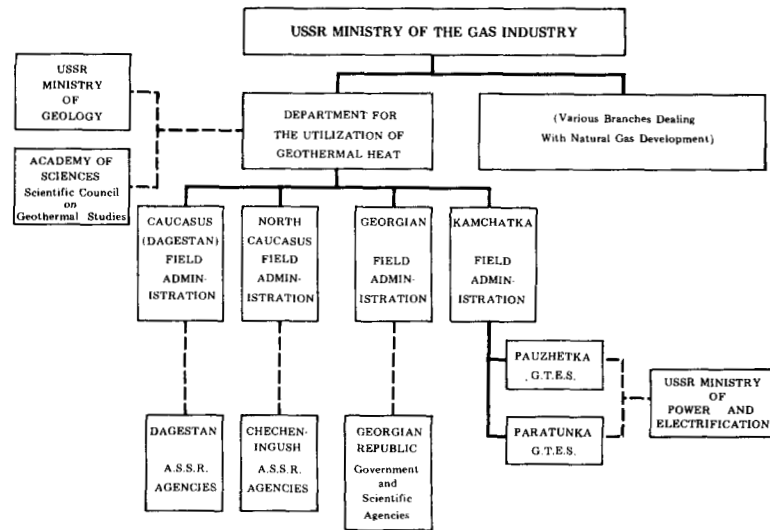 USSR MINISTRY OF THE GAS INDUSTRY
USSR
MINISTRY
OF
GEOLOGY
DEPARTMENT FOR
THE UTILIZATION OF
GEOTHERMAL HEAT
(Various Branches Dealing
With Natural Gas Development)
ACADEMY OF
SCIENCES
Scientific Council
on
Geothermal Studies
CAUCASUS
(DAGESTAN)
FIELD
ADMIN-
ISTRATION
NORTH
CAUCASUS
FIELD
ADMIN-
ISTRATION
GEORGIAN
FIELD
ADMIN-
ISTRATION
KAMCHATKA
FIELD
ADMIN-
ISTRATION
PAUZHETKA
G.T.E.S.
PARATUNKA
G.T.E.S.
USSR MINISTRY
OF
POWER AND
ELECTRIFICATION
DAGESTAN
A.S.S.R.
AGENCIES
CHECHEN-
INGUSH
A.S.S.R.
AGENCIES
GEORGIAN
REPUBLIC
Government
and
Scientific
Agencies